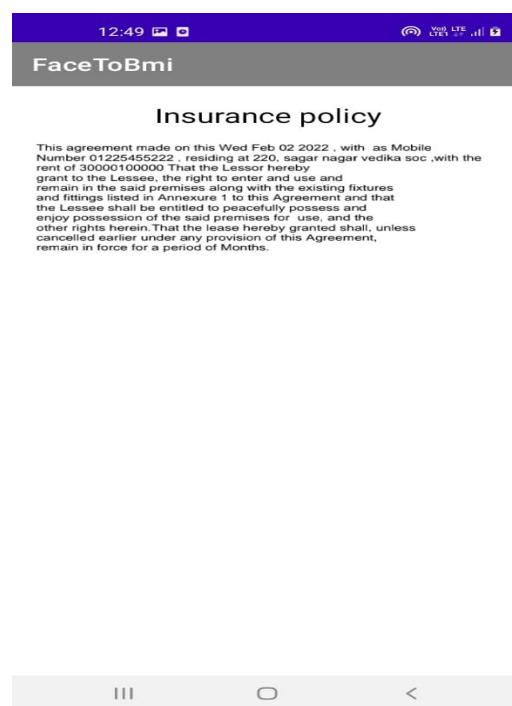 12:49
Voo) LTE
LTE1
FaceToBmi
Insurance policy
This agreement made on this Wed Feb 02 2022 , with  as Mobile
Number 01225455222 , residing at 220, sagar nagar vedika soc ,with the
rent of 30000100000 That the Lessor hereby
grant to the Lessee, the right to enter and use and
remain in the said premises along with the existing fixtures
and fittings listed in Annexure 1 to this Agreement and that
the Lessee shall be entitled to peacefully possess and
enjoy possession of the said premises for  use, and the
other rights herein.That the lease hereby granted shall, unless
cancelled earlier under any provision of this Agreement,
remain in force for a period of Months.